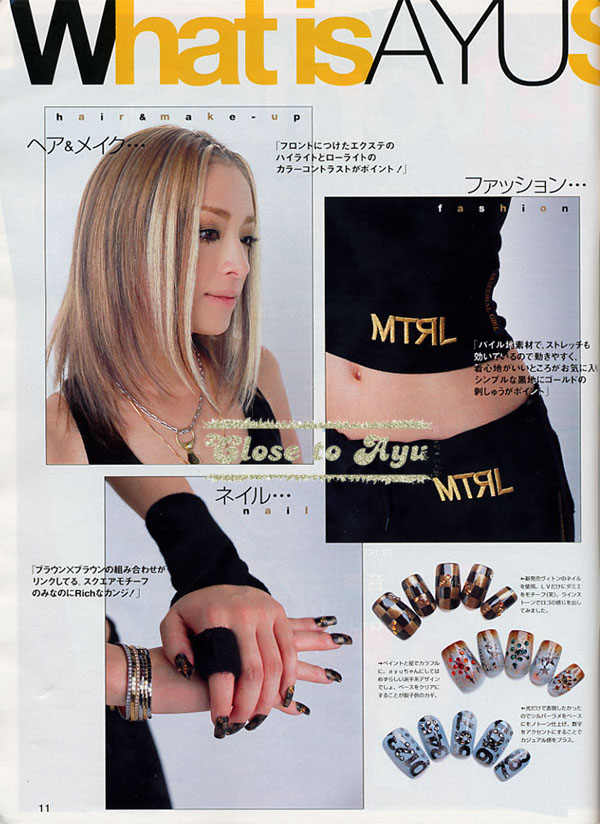 What is AYUS
hair&make-up
ヘア&メイク…
「フロントにつけたエクステの
ハイライトとローライトの
カラーコントラストがポイント!」
ファッション…
fashion
MTЯL
「パイル地素材で、ストレッチも
効いているので動きやすく、
着心地がいいところがお気に入
シンプルな黒地にゴールドの
刺しゅうがポイント」
Close to Ayu
MTЯL
ネイル…
nail
「ブラウン×ブラウンの組み合わせが
リンクしてる。スクエアモチーフ
のみなのにRichなカンジ!」
←新発売ヴィトンのネイル
を使用。LVだけにダミエ
をモチーフ(笑)。ラインス
トーンでロゴの感じを出し
てみました。
←ペイントと星でカラフル
に。ayuちゃんにしては
めずらしい派手系デザイン
でしょ。ベースをクリアに
することが脱子供のカギ。
←光だけで表現したかった
のでシルバーラメをベース
にモノトーン仕上げ。数字
をアクセントにすることで
カジュアル感をプラス。
11